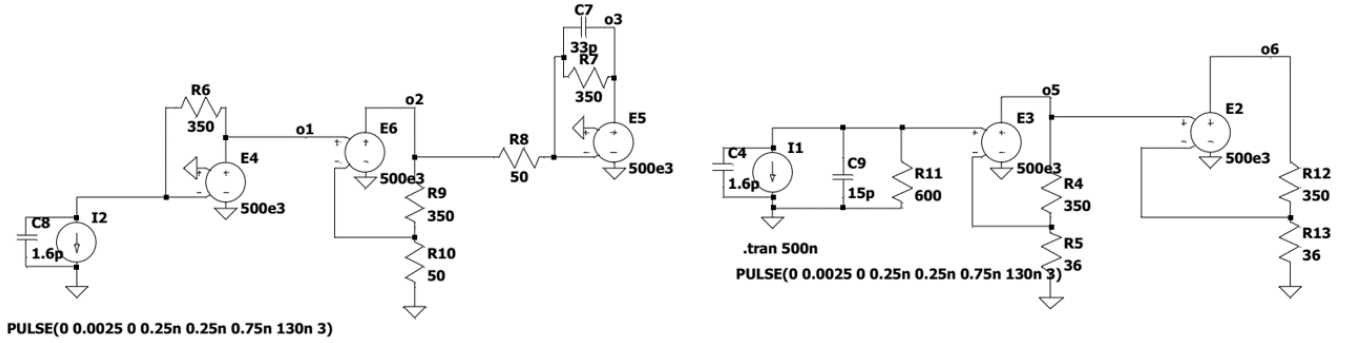 C7
o3
33p
R7
350
R6
350
o1
E4
500e3
C8
I2
1.6p
o2
E6
500e3
R9
350
R10
50
R8
50
E5
500e3
PULSE(0 0.0025 0 0.25n 0.25n 0.75n 130n 3)
C4
1.6p
I1
C9
15p
R11
600
o5
E3
500e3
R4
350
R5
36
o6
E2
500e3
R12
350
R13
36
.tran 500n
PULSE(0 0.0025 0 0.25n 0.25n 0.75n 130n 3)